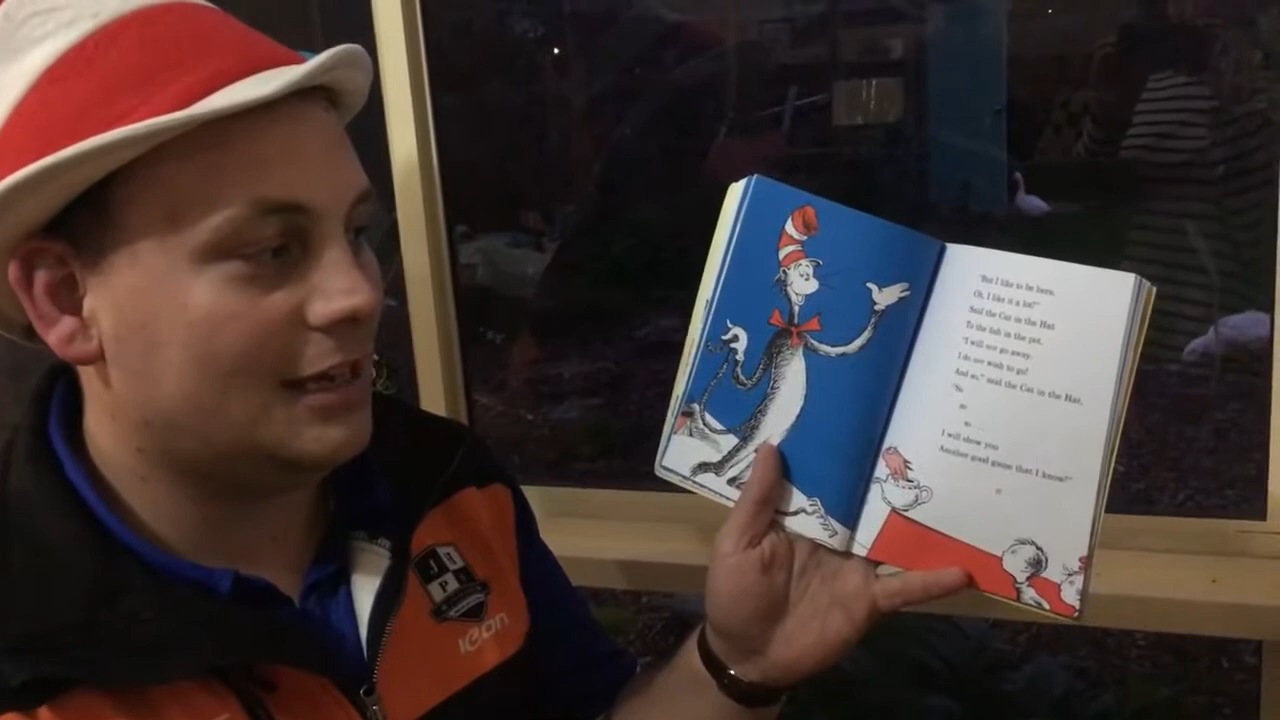 "But I like to be here.
Oh, I like it a lot!"
Said the Cat in the Hat
To the fish in the pot.
"I will not go away.
I do not wish to go!
And so," said the Cat in the Hat,
"So
so
so . . .
I will show you
Another good game that I know!"
J R
P
icon